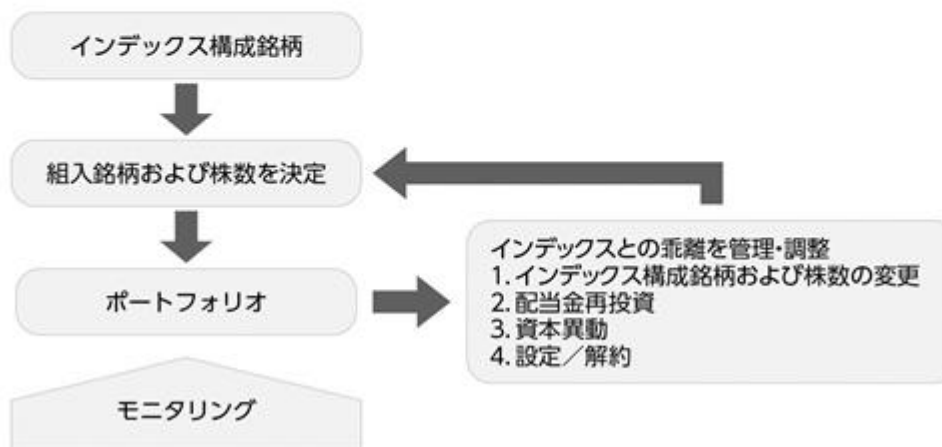 インデックス構成銘柄
組入銘柄および株数を決定
ポートフォリオ
インデックスとの乖離を管理・調整
1. インデックス構成銘柄および株数の変更
2. 配当金再投資
3. 資本異動
4. 設定／解約
モニタリング